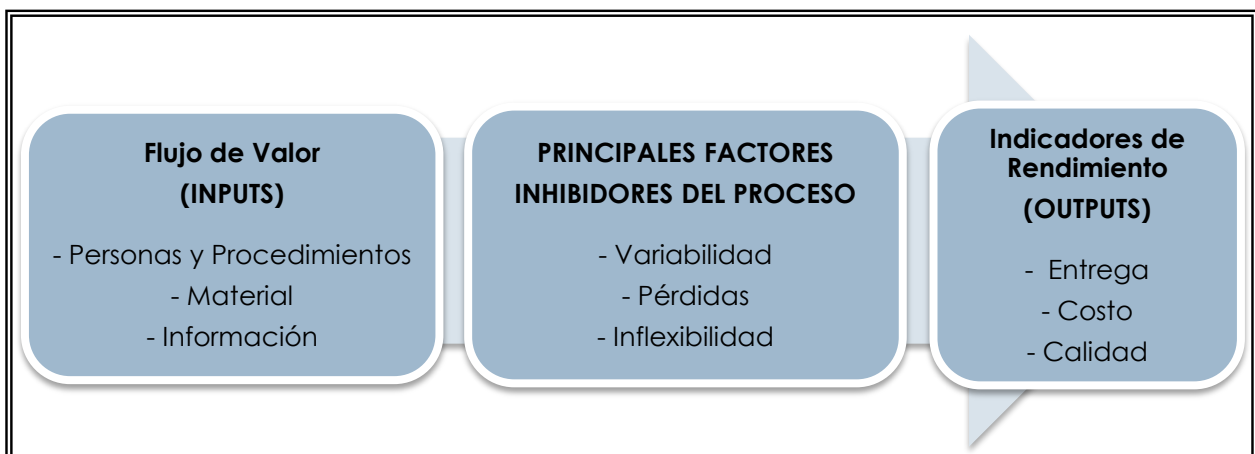 Flujo de Valor
(INPUTS)
- Personas y Procedimientos
- Material
- Información
PRINCIPALES FACTORES
INHIBIDORES DEL PROCESO
- Variabilidad
- Pérdidas
- Inflexibilidad
Indicadores de
Rendimiento
(OUTPUTS)
- Entrega
- Costo
- Calidad